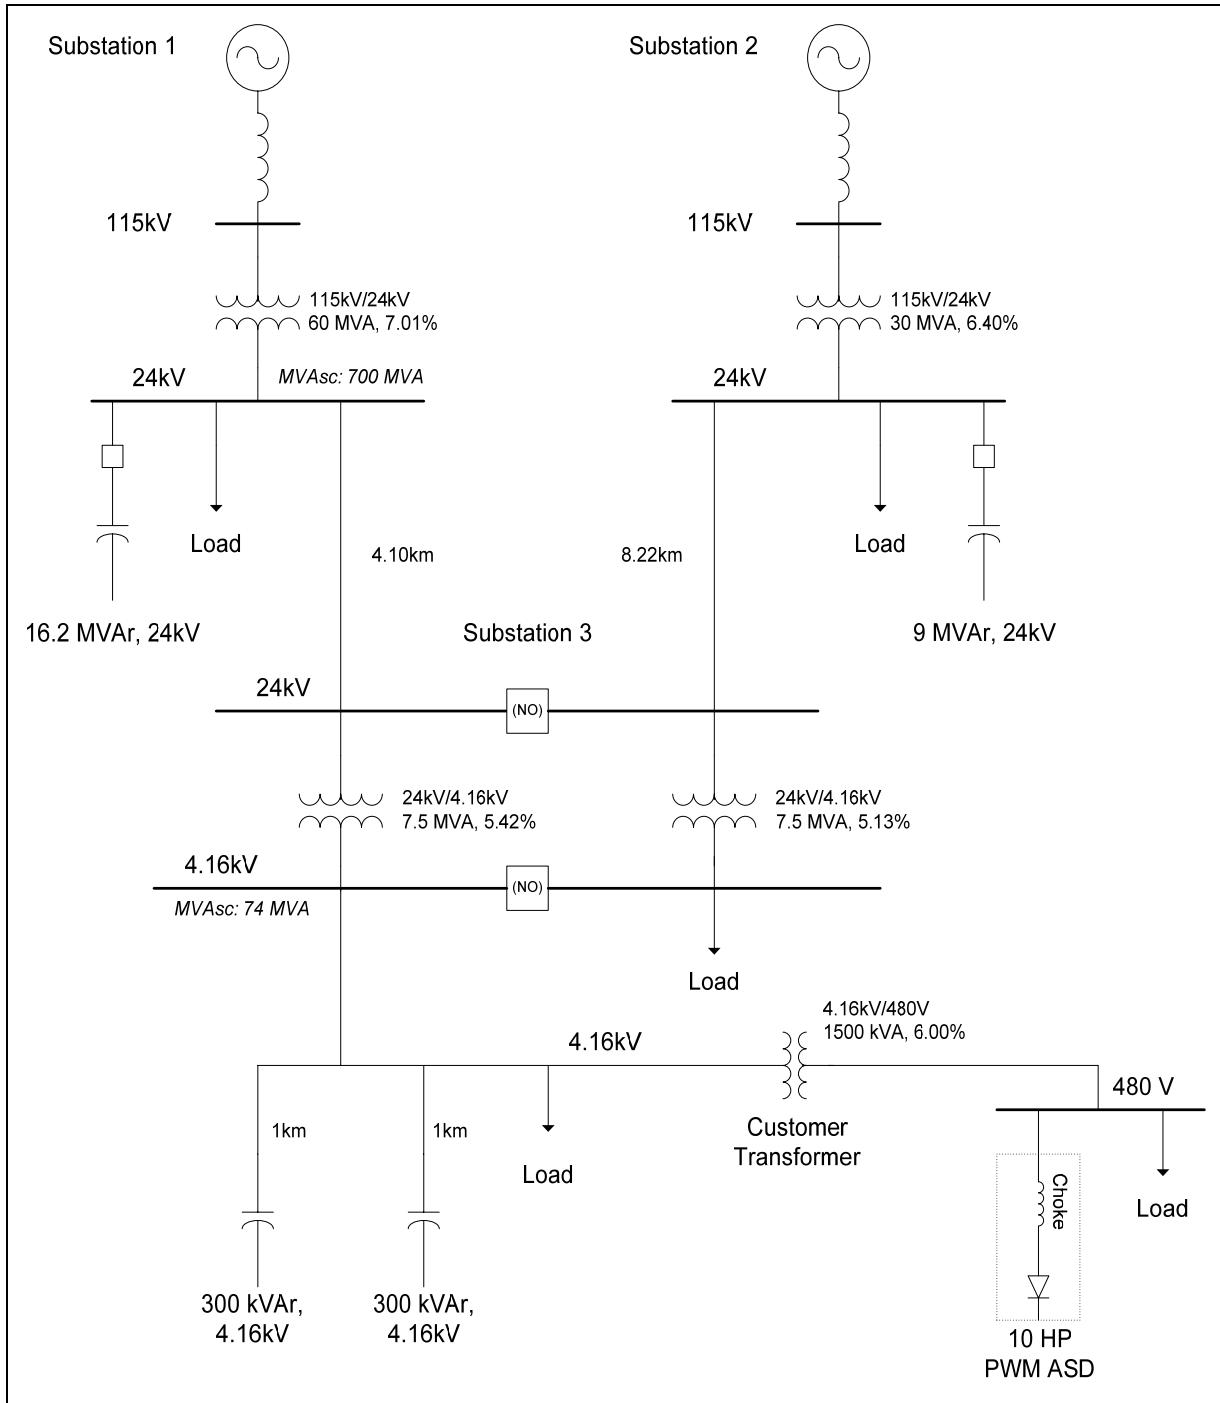 Substation 1
Substation 2
115kV
115kV
115kV/24kV
60 MVA, 7.01%
115kV/24kV
30 MVA, 6.40%
24kV
MVAsc: 700 MVA
24kV
Load
Load
4.10km
8.22km
16.2 MVAr, 24kV
Substation 3
9 MVAr, 24kV
24kV
(NO)
24kV/4.16kV
7.5 MVA, 5.42%
24kV/4.16kV
7.5 MVA, 5.13%
4.16kV
(NO)
MVAsc: 74 MVA
Load
4.16kV/480V
1500 kVA, 6.00%
4.16kV
480 V
1km
1km
Customer
Transformer
Load
Choke
Load
300 kVAr,
4.16kV
300 kVAr,
4.16kV
10 HP
PWM ASD